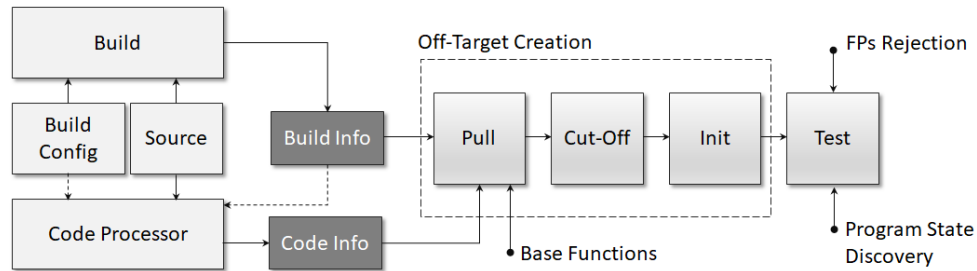 Build
Off-Target Creation
FPs Rejection
Build
Config
Source
Build Info
Pull
Cut-Off
Init
Test
Code Processor
Code Info
Base Functions
Program State
Discovery